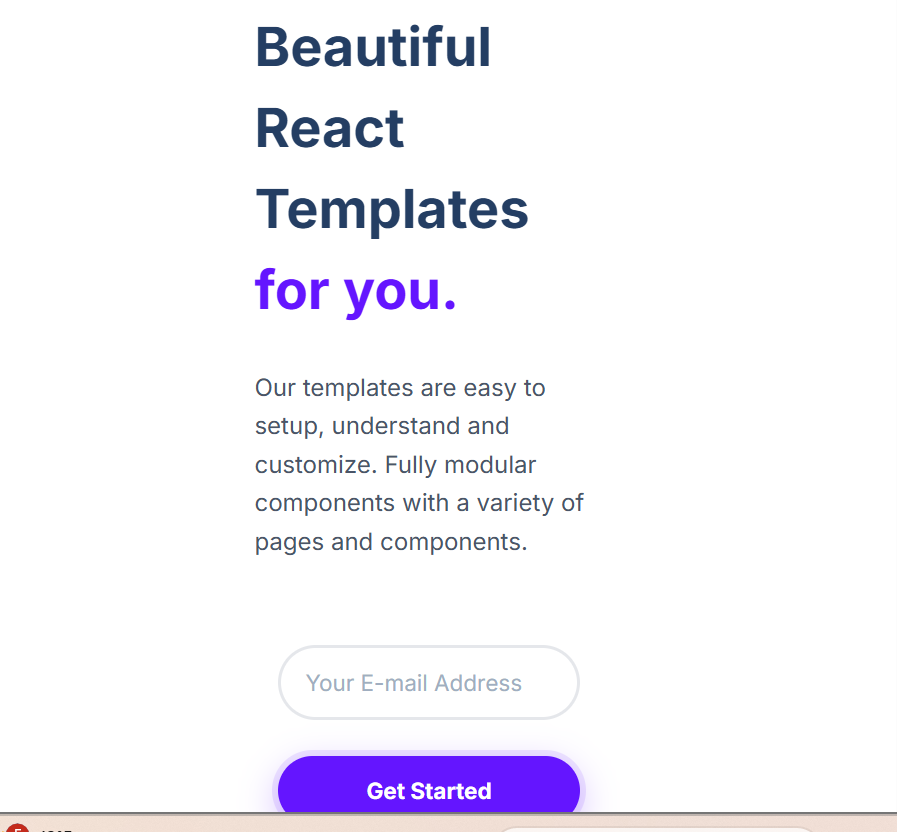 Beautiful
React
Templates
for you.
Our templates are easy to
setup, understand and
customize. Fully modular
components with a variety of
pages and components.
Your E-mail Address
Get Started